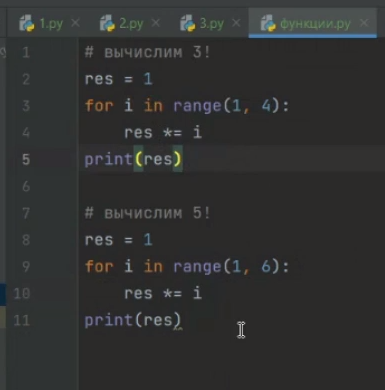 1.py × 2.py × 3.py × функции.py ×
1 # вычислим 3!
2 res = 1
3 for i in range(1, 4):
4     res *= i
5 print(res)
6
7 # вычислим 5!
8 res = 1
9 for i in range(1, 6):
10     res *= i
11 print(res)